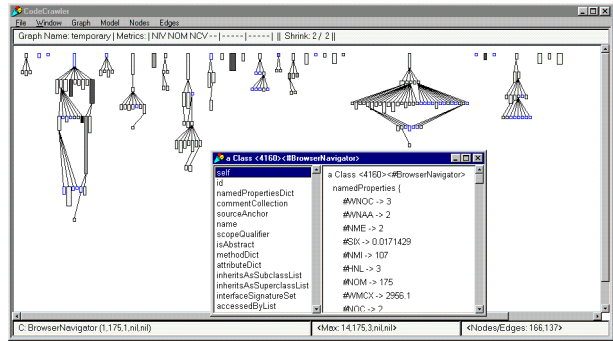 CodeCrawler
File Window Graph Model Nodes Edges
Graph Name: temporary | Metrics: | NIV NOM NCV -- | ----- | ----- | || Shrink: 2 / 2 ||
a Class <4160><#BrowserNavigator>
self
id
namedPropertiesDict
commentCollection
sourceAnchor
name
scopeQualifier
isAbstract
methodDict
attributeDict
inheritsAsSubclassList
inheritsAsSuperclassList
interfaceSignatureSet
accessedByList
a Class <4160><#BrowserNavigator>
namedProperties {
#WNOC -> 3
#WNAA -> 2
#NME -> 2
#SIX -> 0.0171429
#NMI -> 107
#HNL -> 3
#NOM -> 175
#WMCX -> 2956.1
#NOC -> 2
C: BrowserNavigator (1,175,1,nil,nil)
<Max: 14,175,3,nil,nil>
<Nodes/Edges: 166,137>